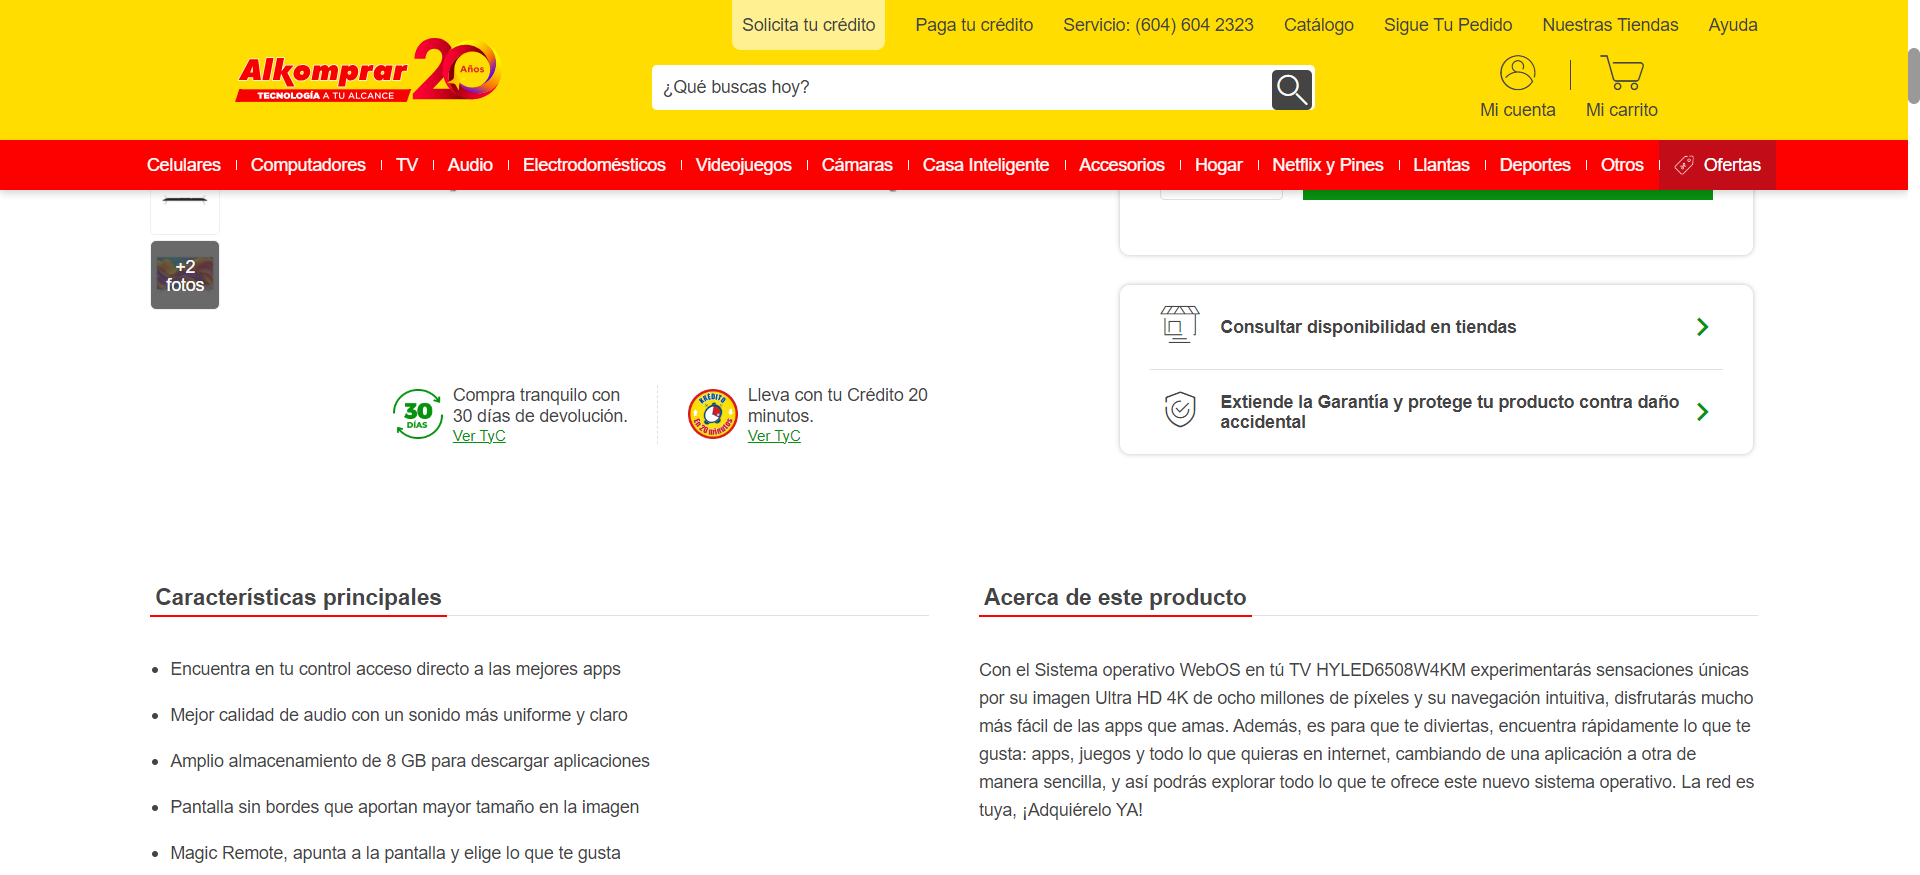 Solicita tu crédito
Paga tu crédito
Servicio: (604) 604 2323
Catálogo
Sigue Tu Pedido
Nuestras Tiendas
Ayuda
Alkomprar 20 Años
TECNOLOGÍA A TU ALCANCE
¿Qué buscas hoy?
Mi cuenta
Mi carrito
Celulares
Computadores
TV
Audio
Electrodomésticos
Videojuegos
Cámaras
Casa Inteligente
Accesorios
Hogar
Netflix y Pines
Llantas
Deportes
Otros
Ofertas
+2
fotos
30
DÍAS
Compra tranquilo con
30 días de devolución.
Ver TyC
KRÉDITO
EN 20 minutos
Lleva con tu Crédito 20
minutos.
Ver TyC
Consultar disponibilidad en tiendas
Extiende la Garantía y protege tu producto contra daño
accidental
Características principales
Encuentra en tu control acceso directo a las mejores apps
Mejor calidad de audio con un sonido más uniforme y claro
Amplio almacenamiento de 8 GB para descargar aplicaciones
Pantalla sin bordes que aportan mayor tamaño en la imagen
Magic Remote, apunta a la pantalla y elige lo que te gusta
Acerca de este producto
Con el Sistema operativo WebOS en tú TV HYLED6508W4KM experimentarás sensaciones únicas
por su imagen Ultra HD 4K de ocho millones de píxeles y su navegación intuitiva, disfrutarás mucho
más fácil de las apps que amas. Además, es para que te diviertas, encuentra rápidamente lo que te
gusta: apps, juegos y todo lo que quieras en internet, cambiando de una aplicación a otra de
manera sencilla, y así podrás explorar todo lo que te ofrece este nuevo sistema operativo. La red es
tuya, ¡Adquiérelo YA!